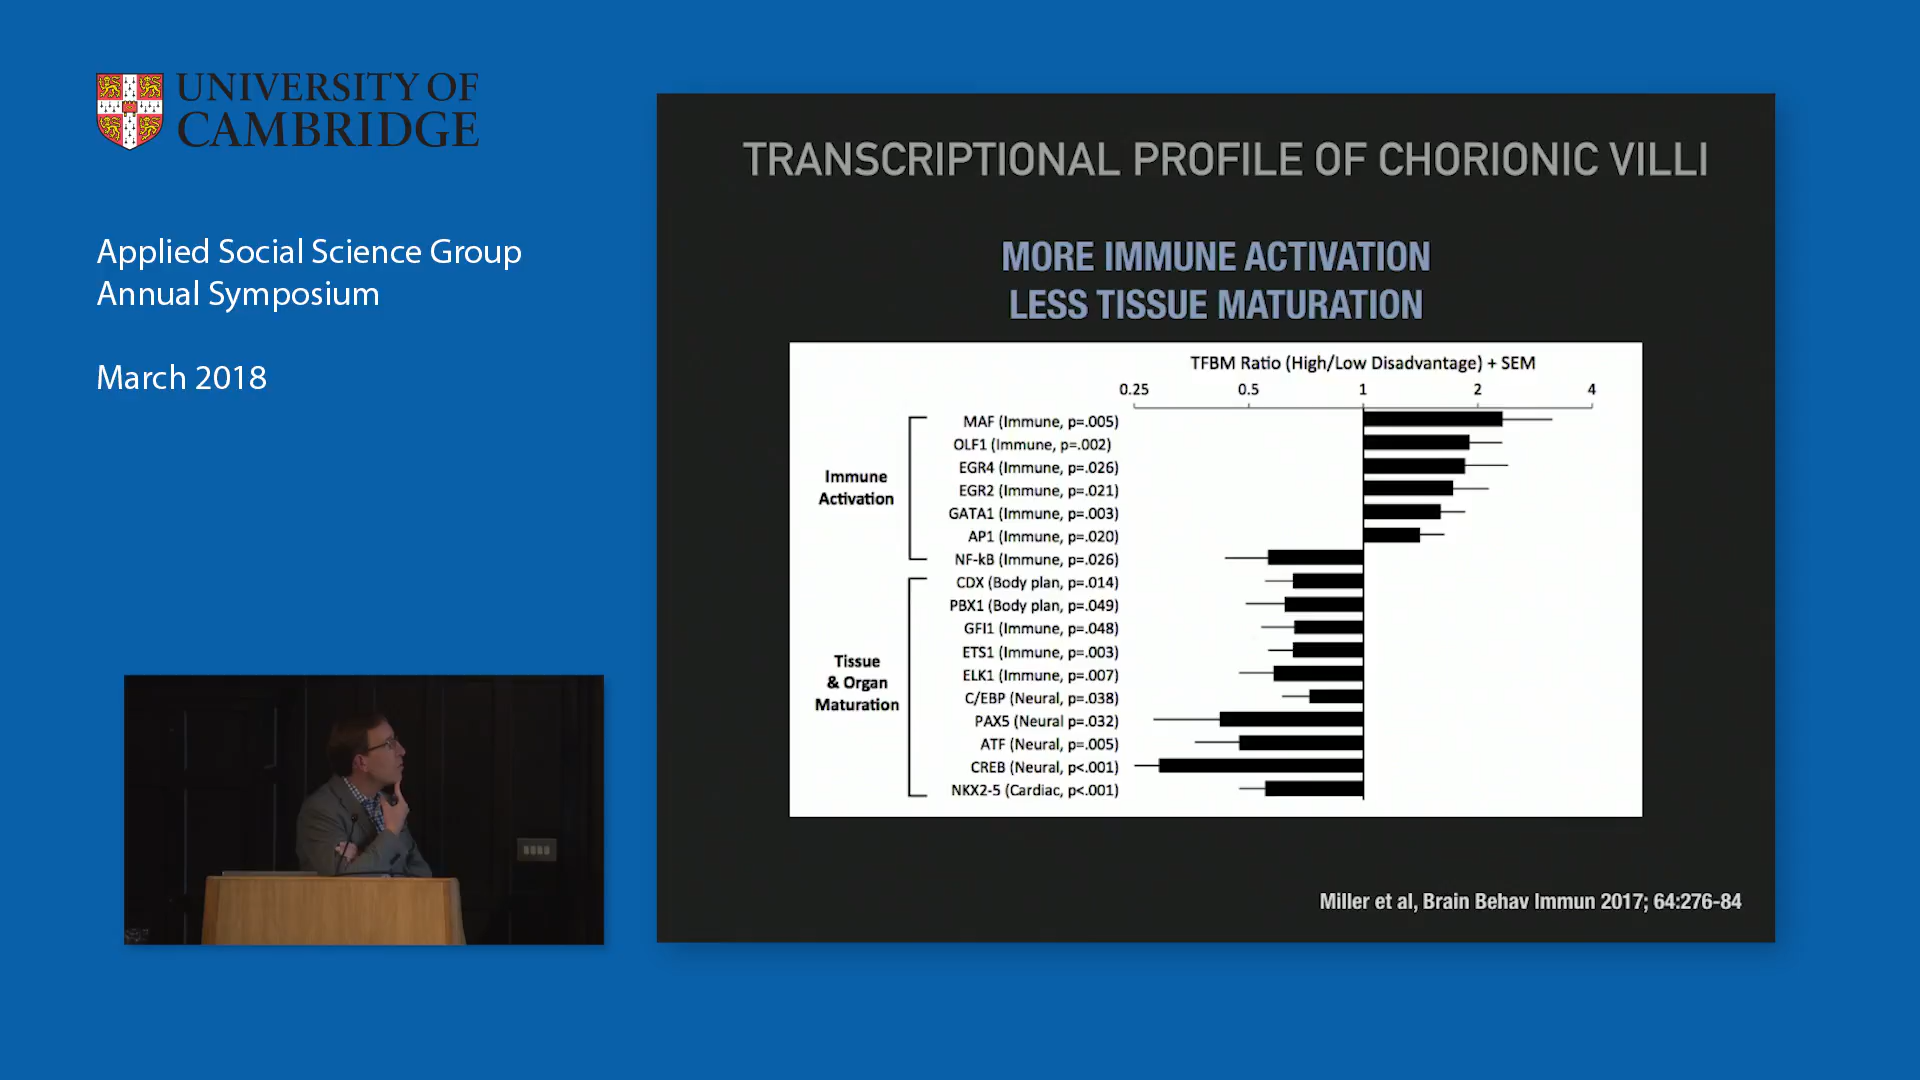 UNIVERSITY OF
CAMBRIDGE
Applied Social Science Group
Annual Symposium
March 2018
TRANSCRIPTIONAL PROFILE OF CHORIONIC VILLI
MORE IMMUNE ACTIVATION
LESS TISSUE MATURATION
TFBM Ratio (High/Low Disadvantage) + SEM
0.25 0.5 1 2 4
Immune
Activation
MAF (Immune, p=.005)
OLF1 (Immune, p=.002)
EGR4 (Immune, p=.026)
EGR2 (Immune, p=.021)
GATA1 (Immune, p=.003)
AP1 (Immune, p=.020)
NF-kB (Immune, p=.026)
Tissue
& Organ
Maturation
CDX (Body plan, p=.014)
PBX1 (Body plan, p=.049)
GFI1 (Immune, p=.048)
ETS1 (Immune, p=.003)
ELK1 (Immune, p=.007)
C/EBP (Neural, p=.038)
PAX5 (Neural p=.032)
ATF (Neural, p=.005)
CREB (Neural, p<.001)
NKX2-5 (Cardiac, p<.001)
Miller et al, Brain Behav Immun 2017; 64:276-84